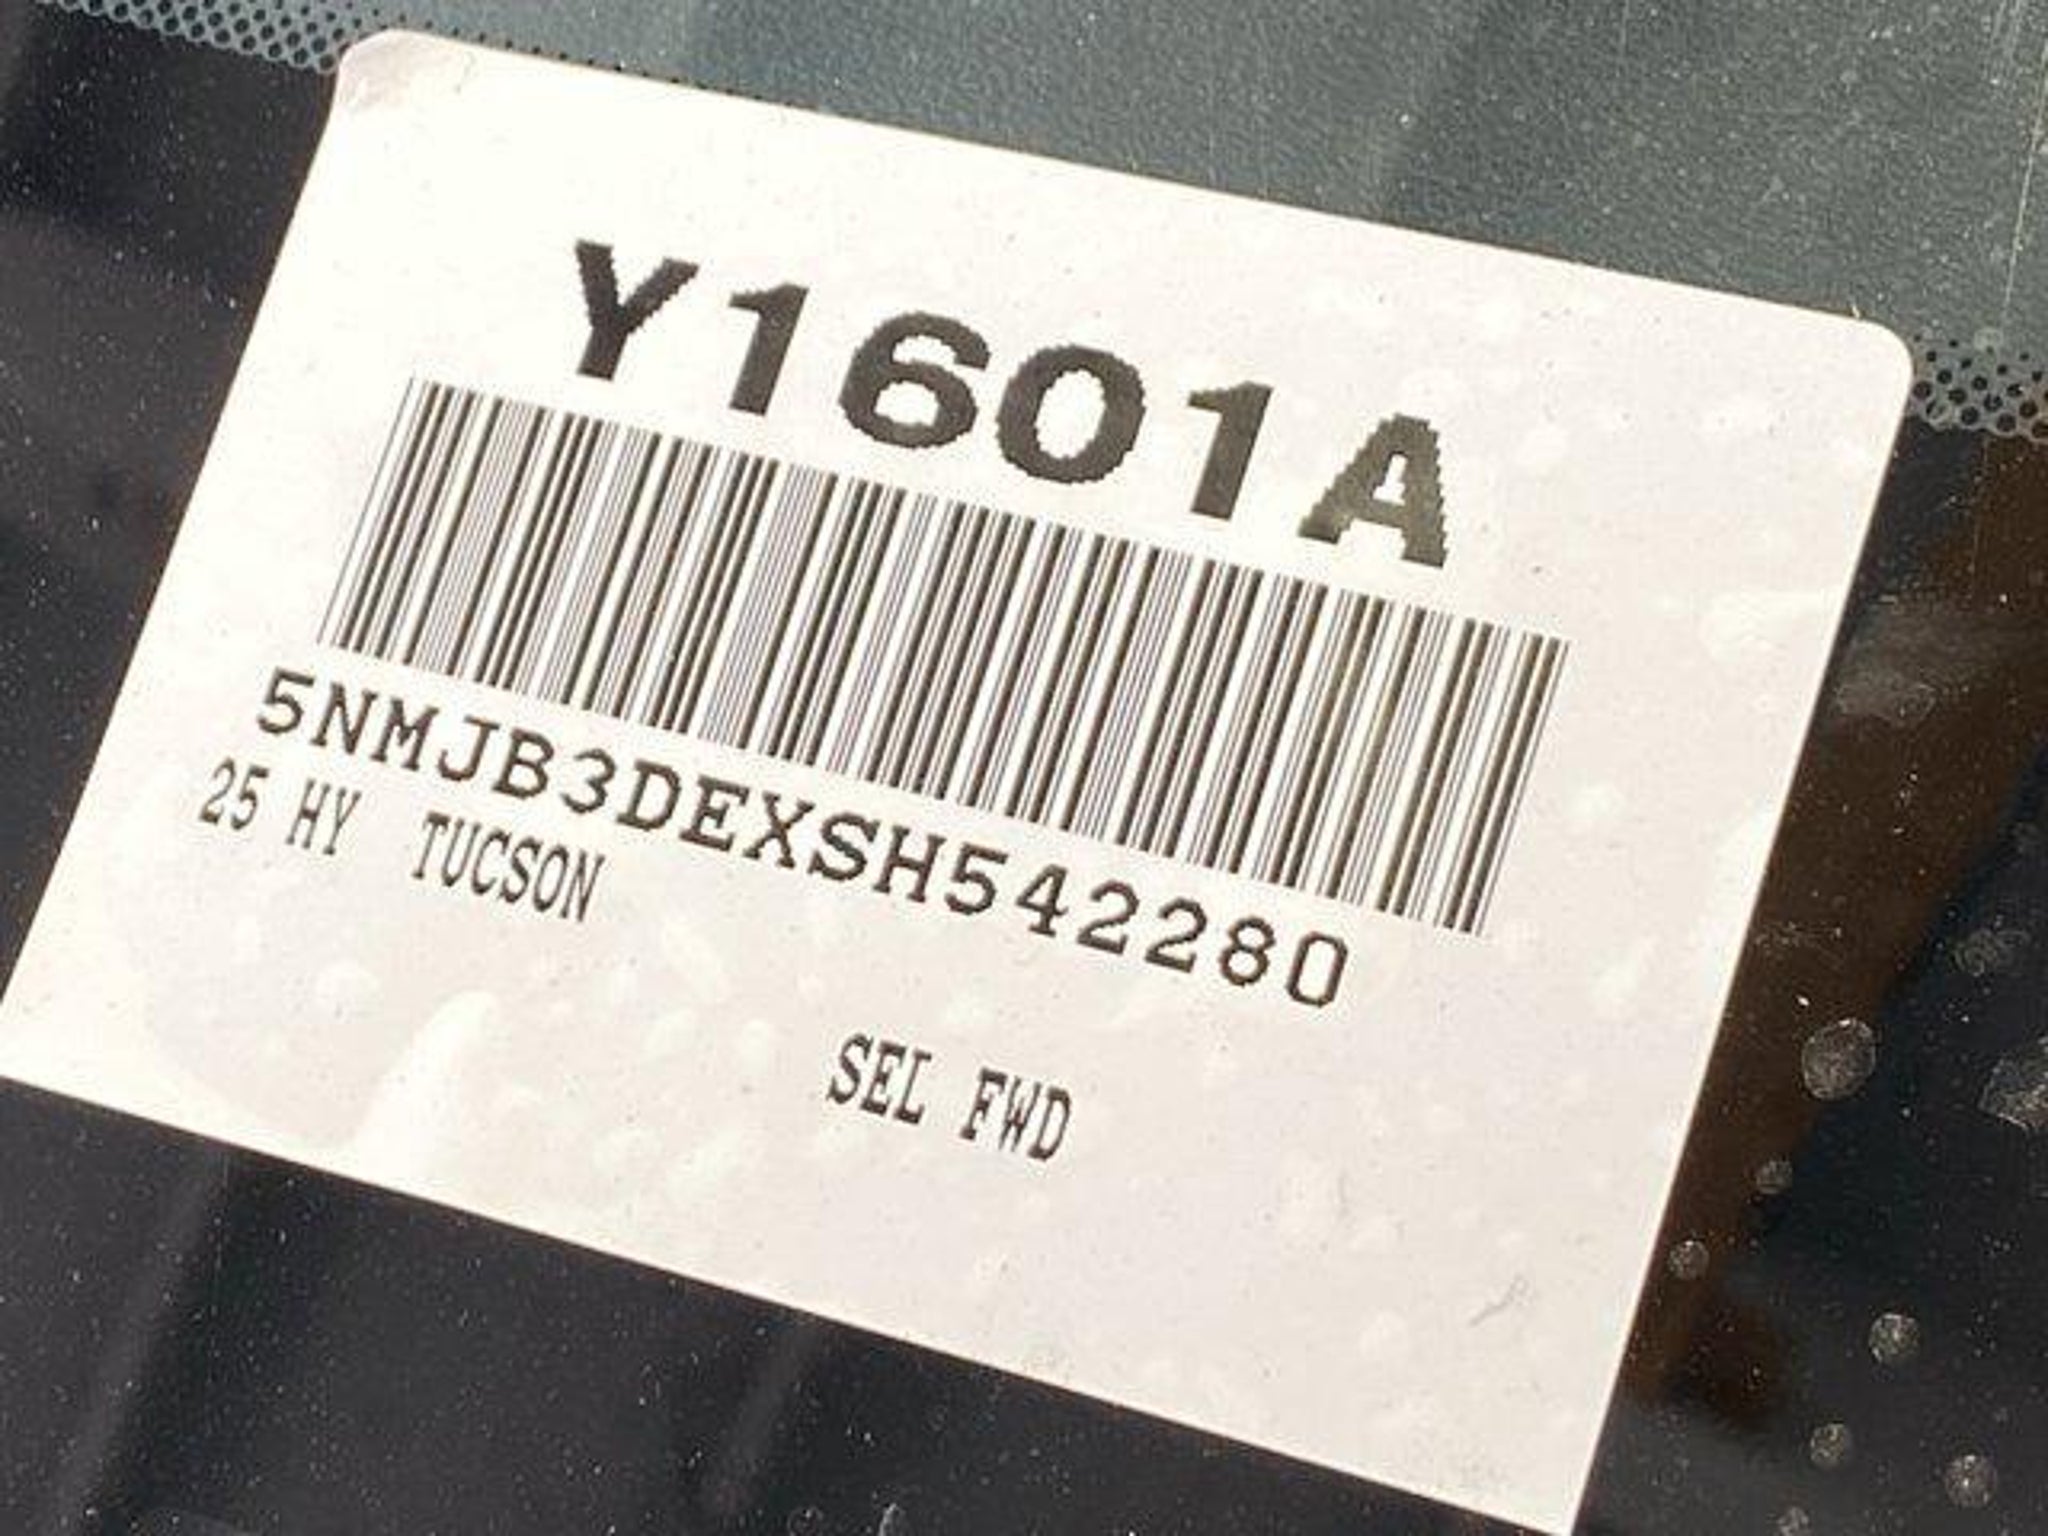 Y1601A
5NMJB3DEXSH542280
25 HY TUCSON
SEL FWD